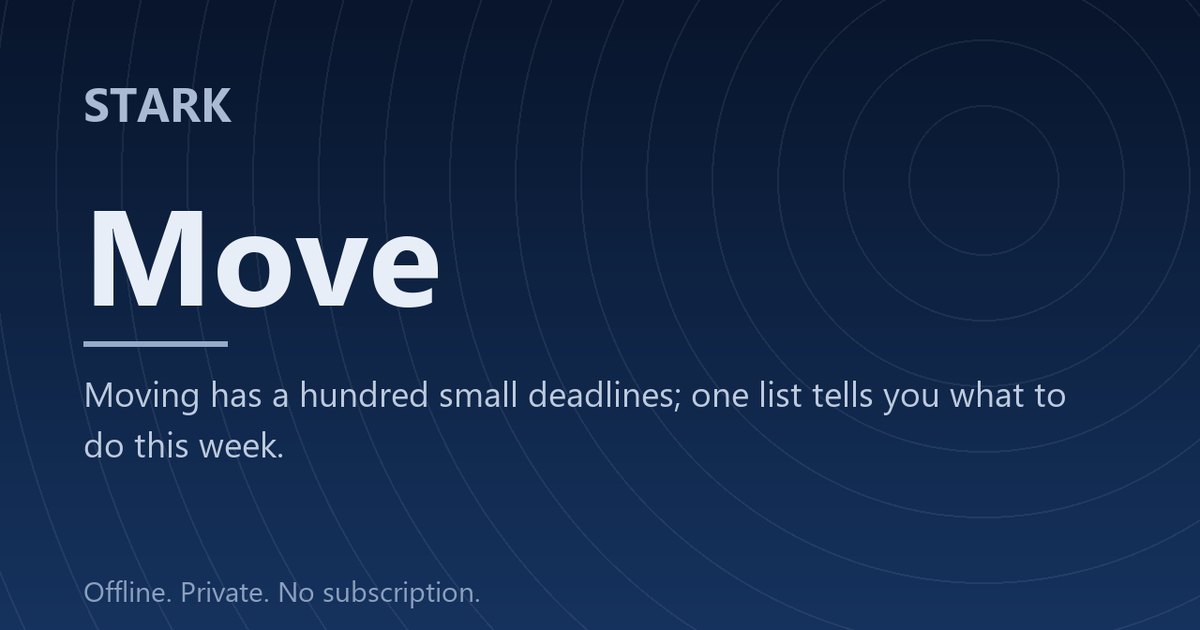 STARK
Move
Moving has a hundred small deadlines; one list tells you what to
do this week.
Offline. Private. No subscription.